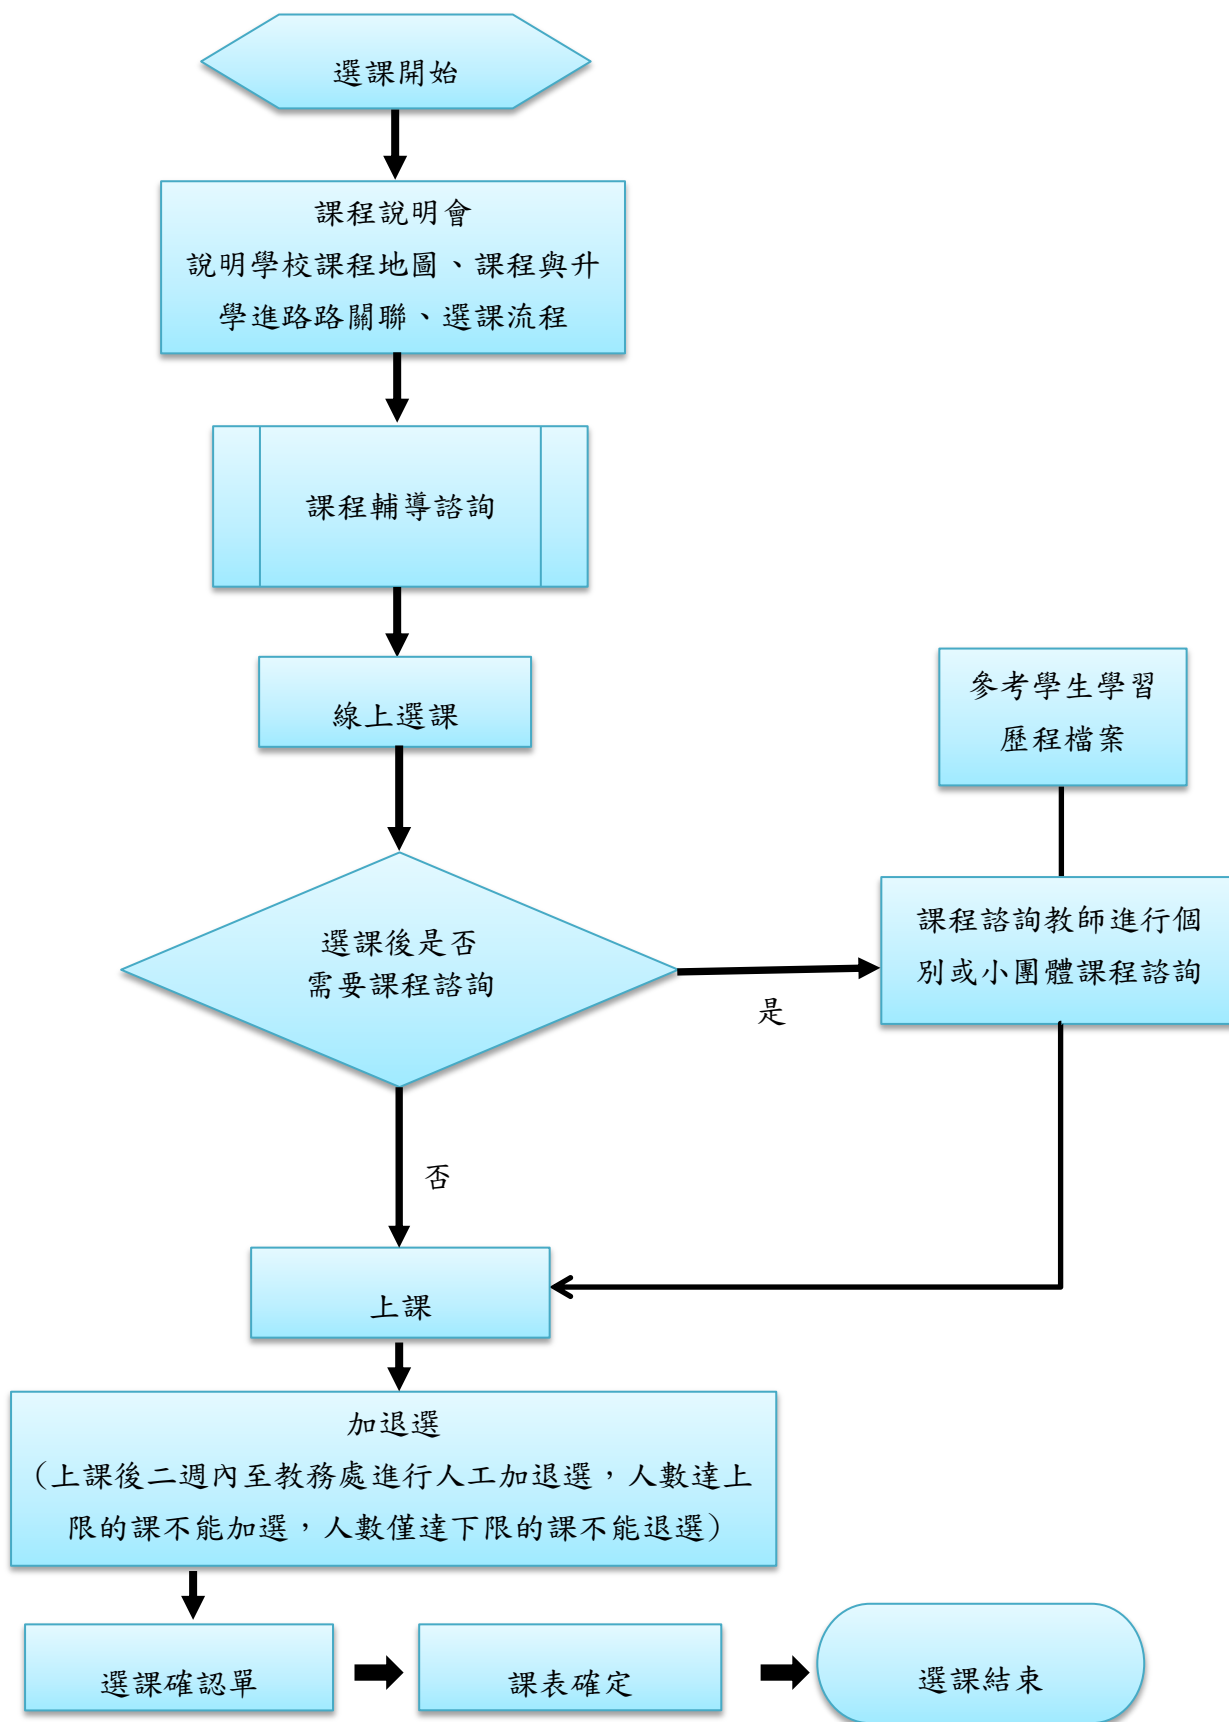 選課開始
課程說明會
說明學校課程地圖、課程與升
學進路路關聯、選課流程
課程輔導諮詢
線上選課
參考學生學習
歷程檔案
選課後是否
需要課程諮詢
是
課程諮詢教師進行個
別或小團體課程諮詢
否
上課
加退選
（上課後二週內至教務處進行人工加退選，人數達上
限的課不能加選，人數僅達下限的課不能退選）
選課確認單
課表確定
選課結束